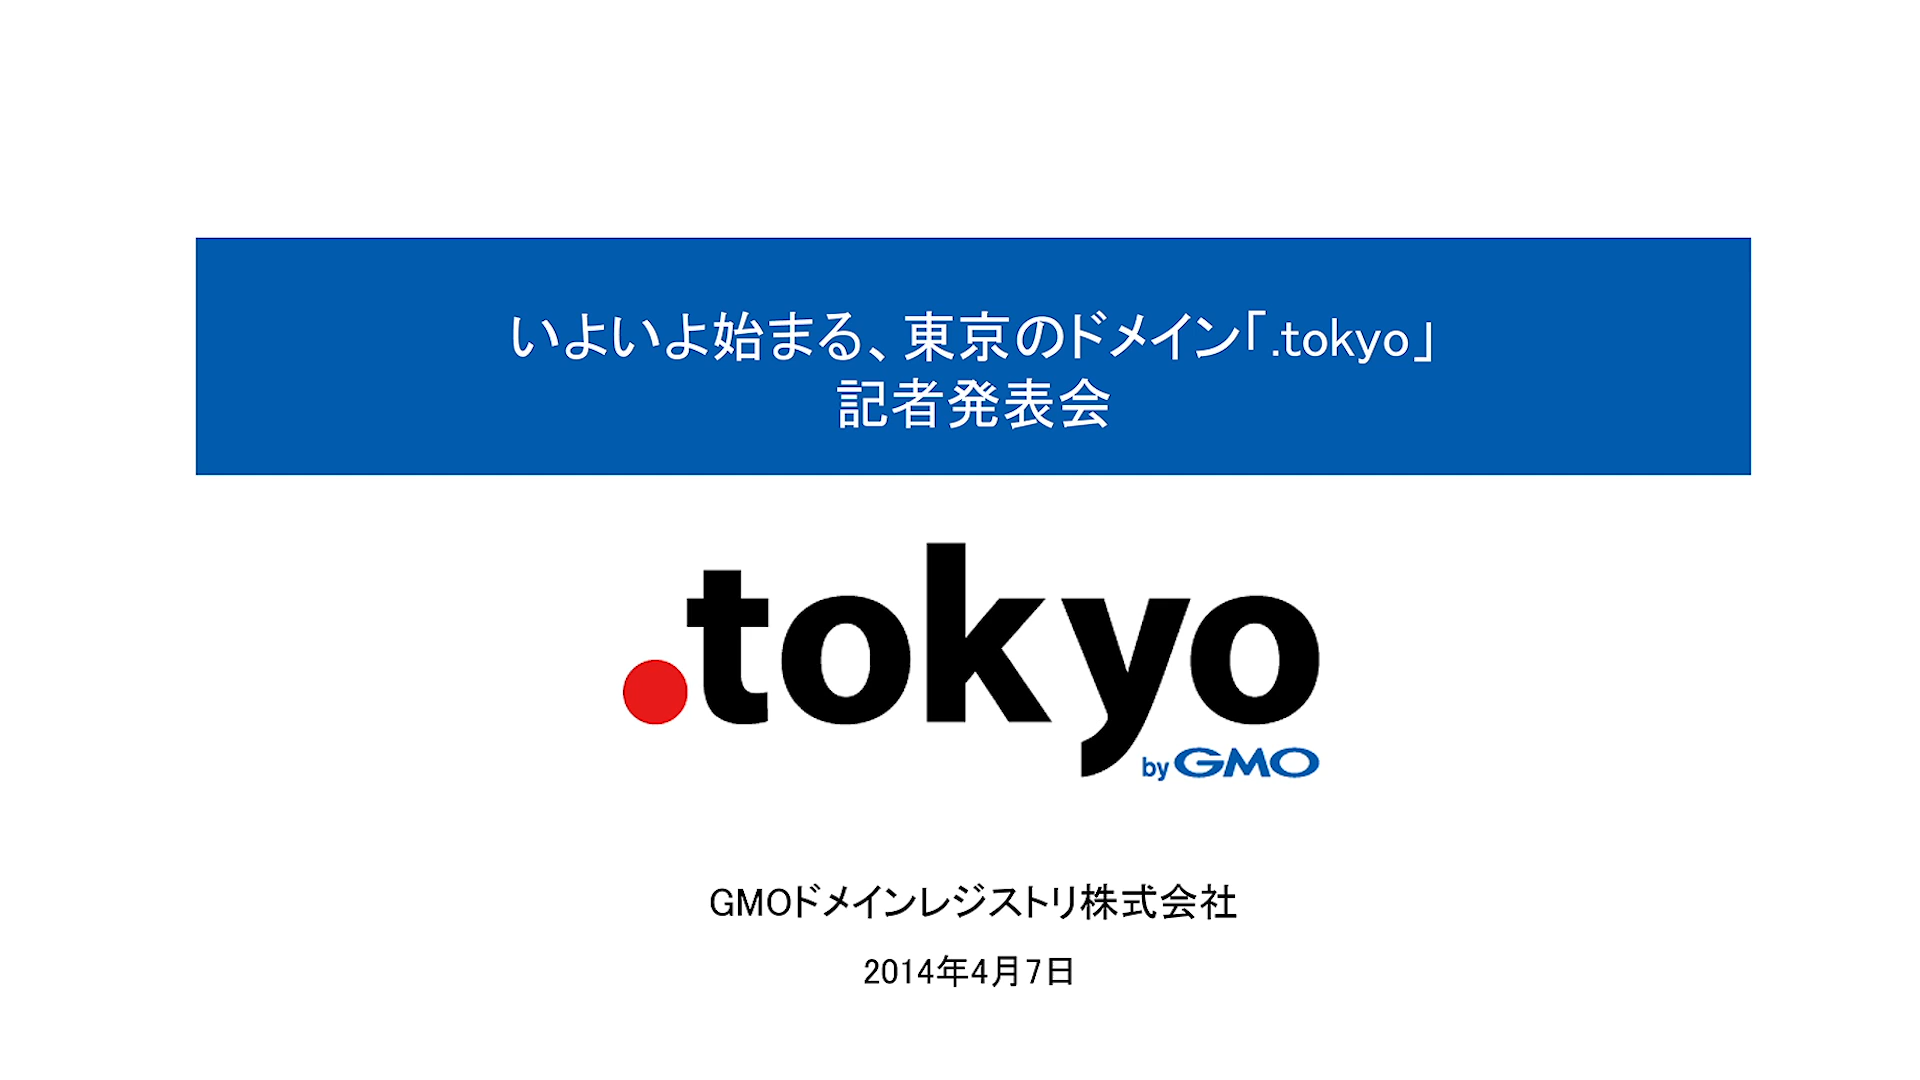 いよいよ始まる、東京のドメイン「.tokyo」
記者発表会
.tokyo
by GMO
GMOドメインレジストリ株式会社
2014年4月7日